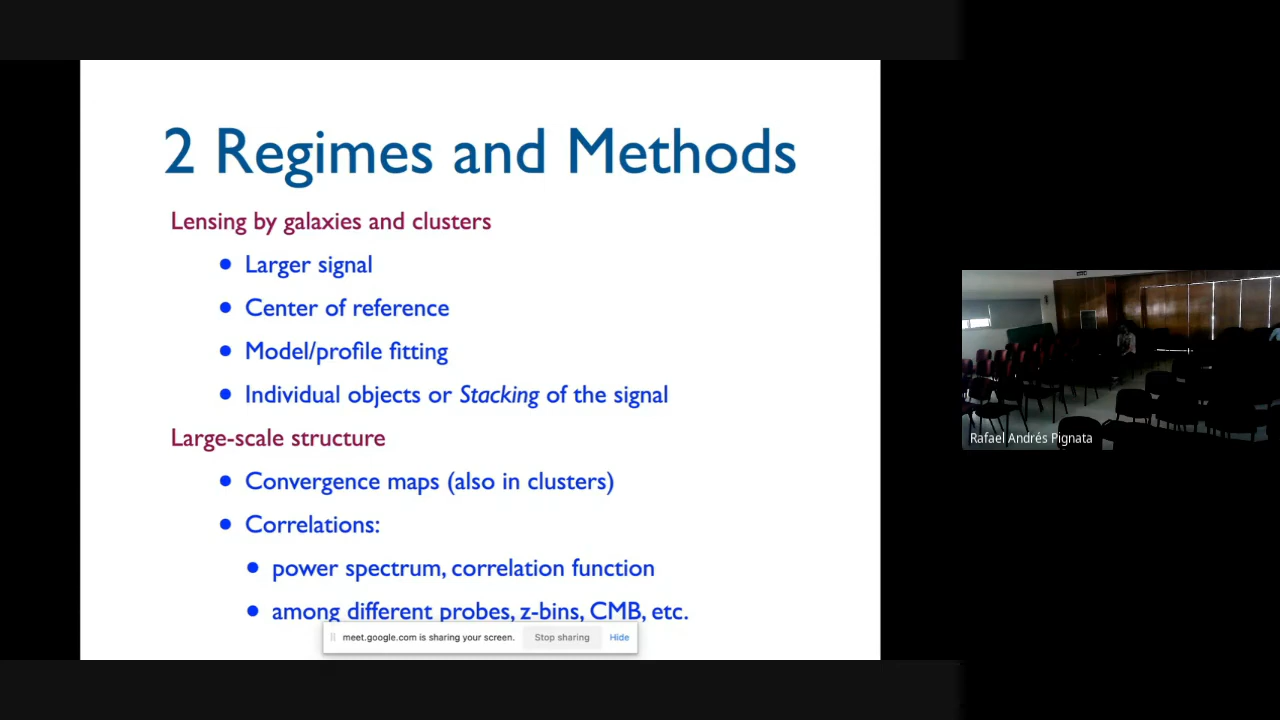 2 Regimes and Methods
Lensing by galaxies and clusters
• Larger signal
• Center of reference
• Model/profile fitting
• Individual objects or Stacking of the signal
Large-scale structure
• Convergence maps (also in clusters)
• Correlations:
• power spectrum, correlation function
• among different probes, z-bins, CMB, etc.
meet.google.com is sharing your screen. Stop sharing Hide
Rafael Andrés Pignata